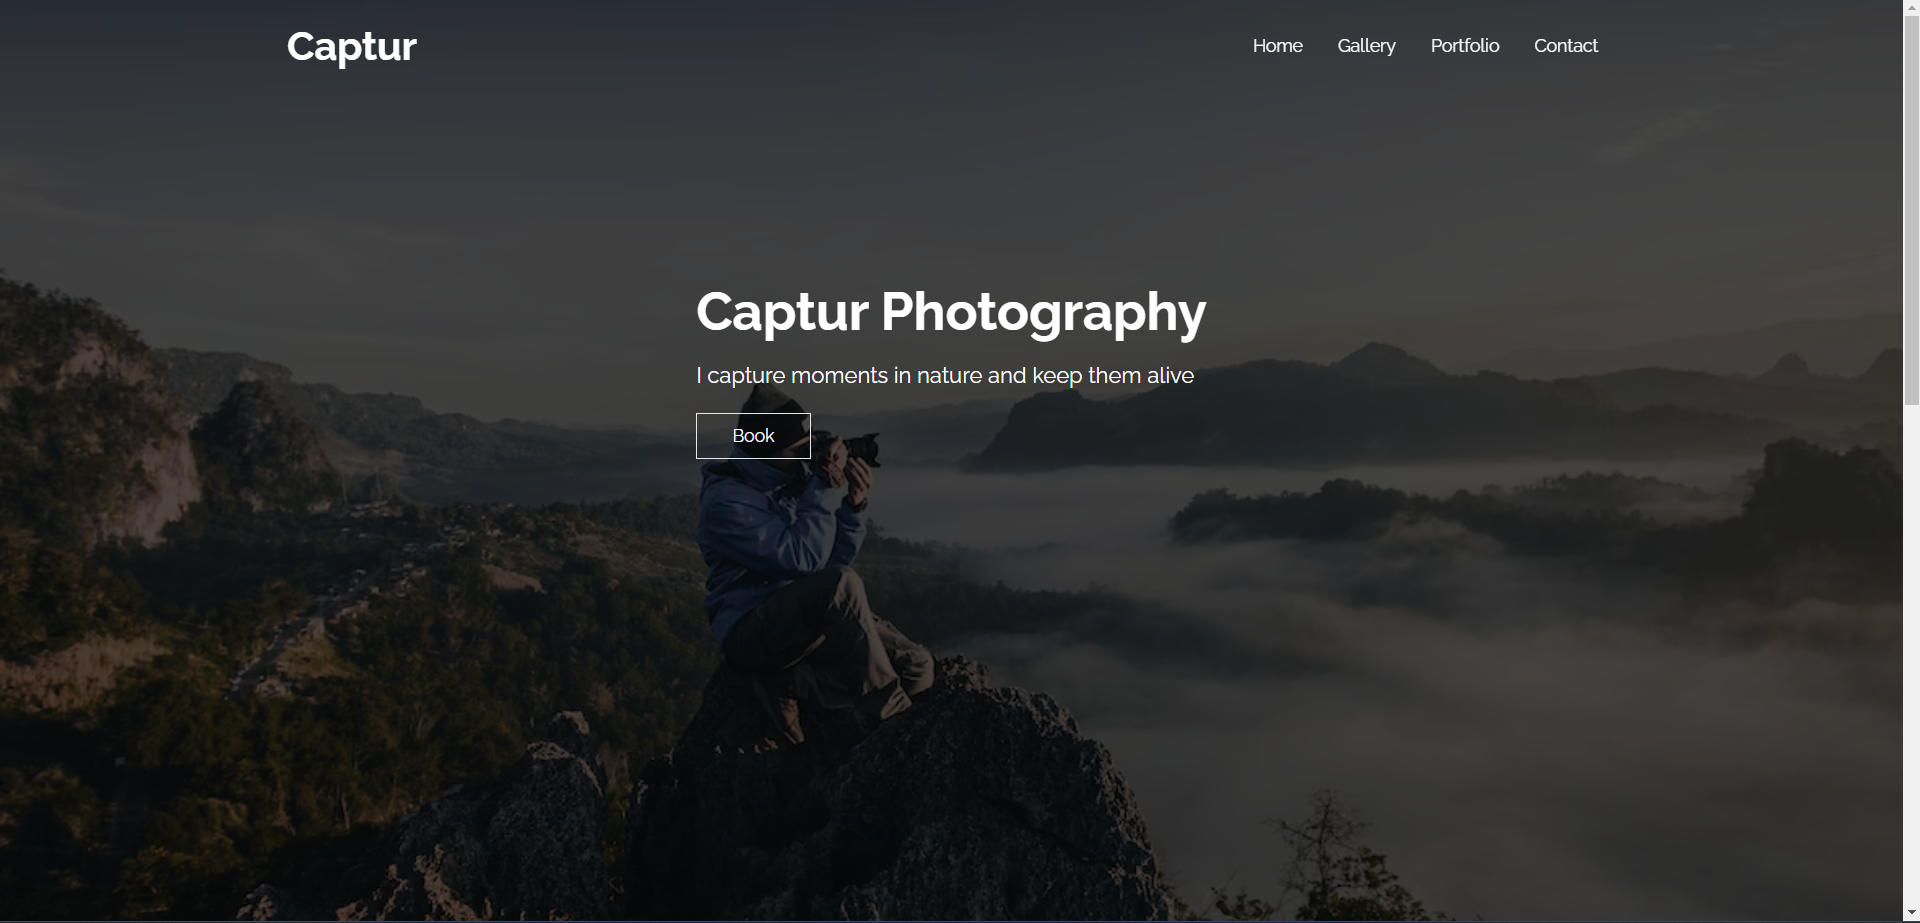 Captur
Home Gallery Portfolio Contact
Captur Photography
I capture moments in nature and keep them alive
Book